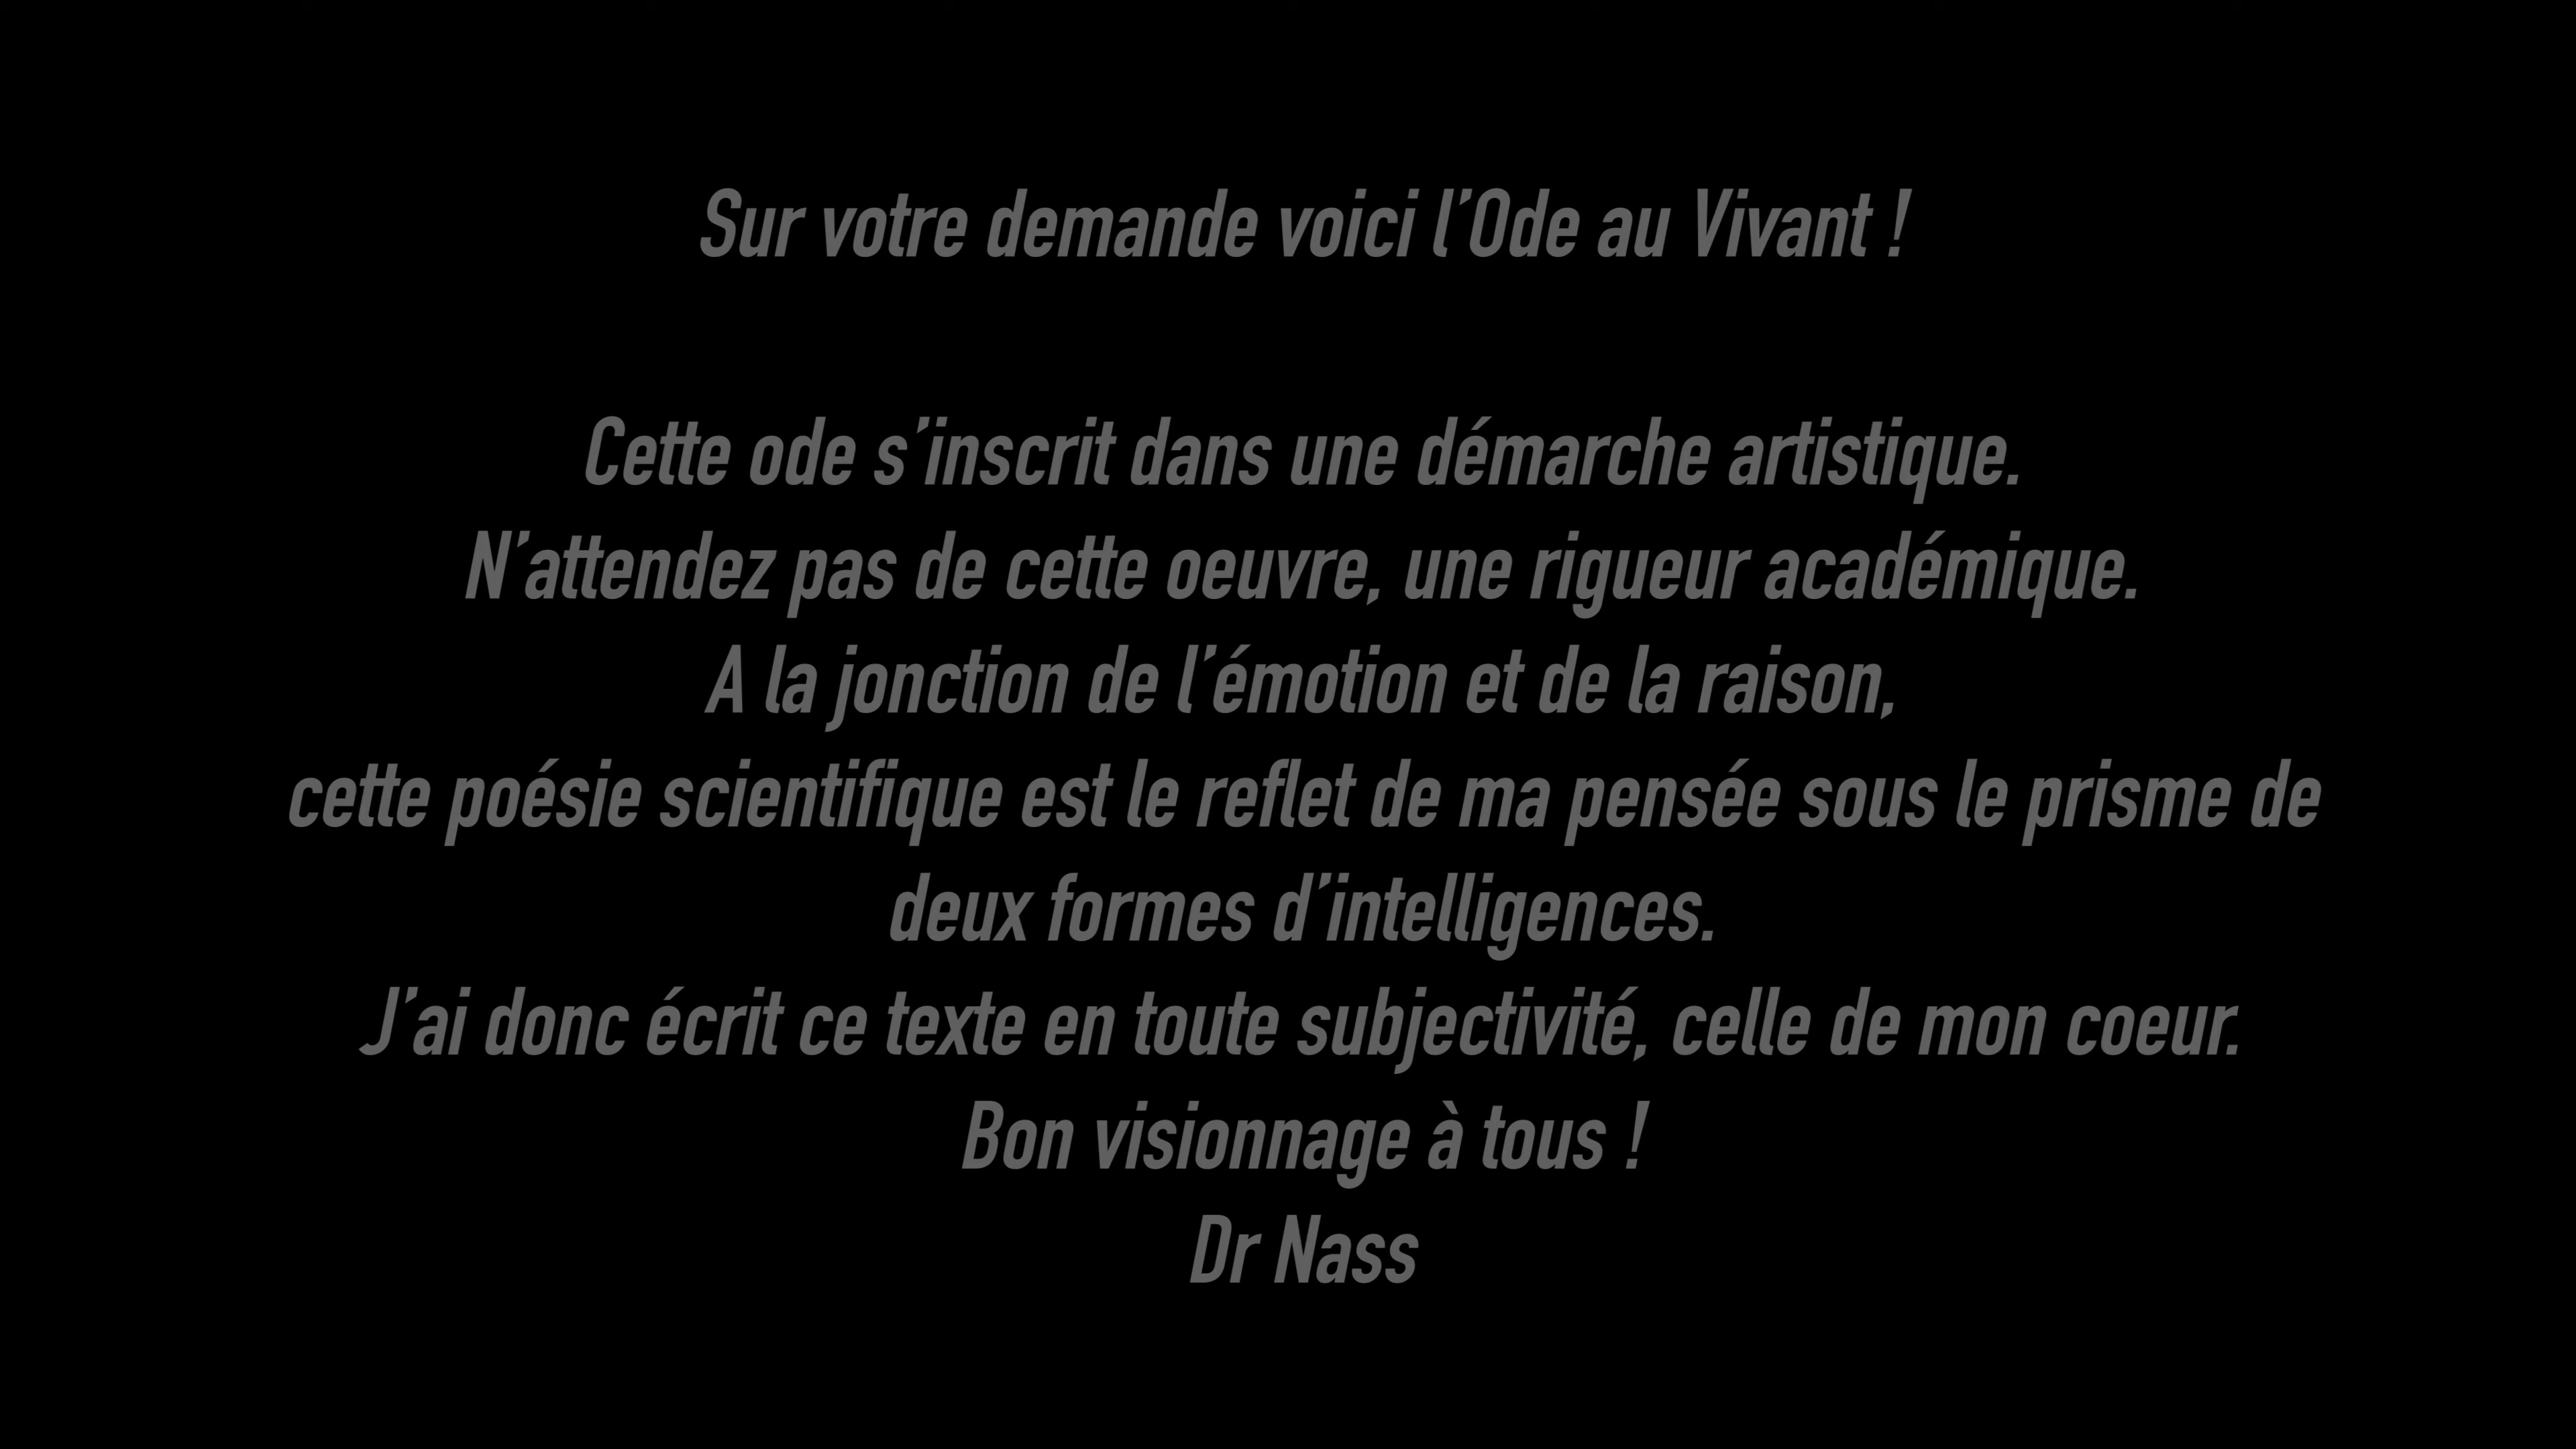 Sur votre demande voici l’Ode au Vivant !
Cette ode s’inscrit dans une démarche artistique.
N’attendez pas de cette oeuvre, une rigueur académique.
A la jonction de l’émotion et de la raison,
cette poésie scientifique est le reflet de ma pensée sous le prisme de
deux formes d’intelligences.
J’ai donc écrit ce texte en toute subjectivité, celle de mon coeur.
Bon visionnage à tous !
Dr Nass